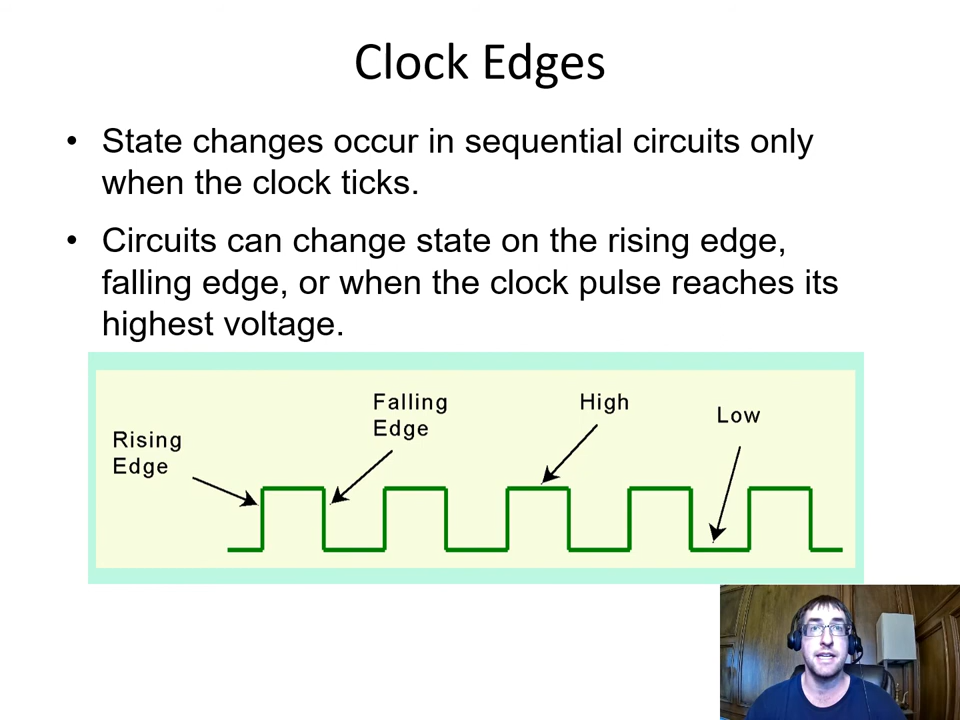 Clock Edges
• State changes occur in sequential circuits only
when the clock ticks.
• Circuits can change state on the rising edge,
falling edge, or when the clock pulse reaches its
highest voltage.
Rising
Edge
Falling
Edge
High
Low